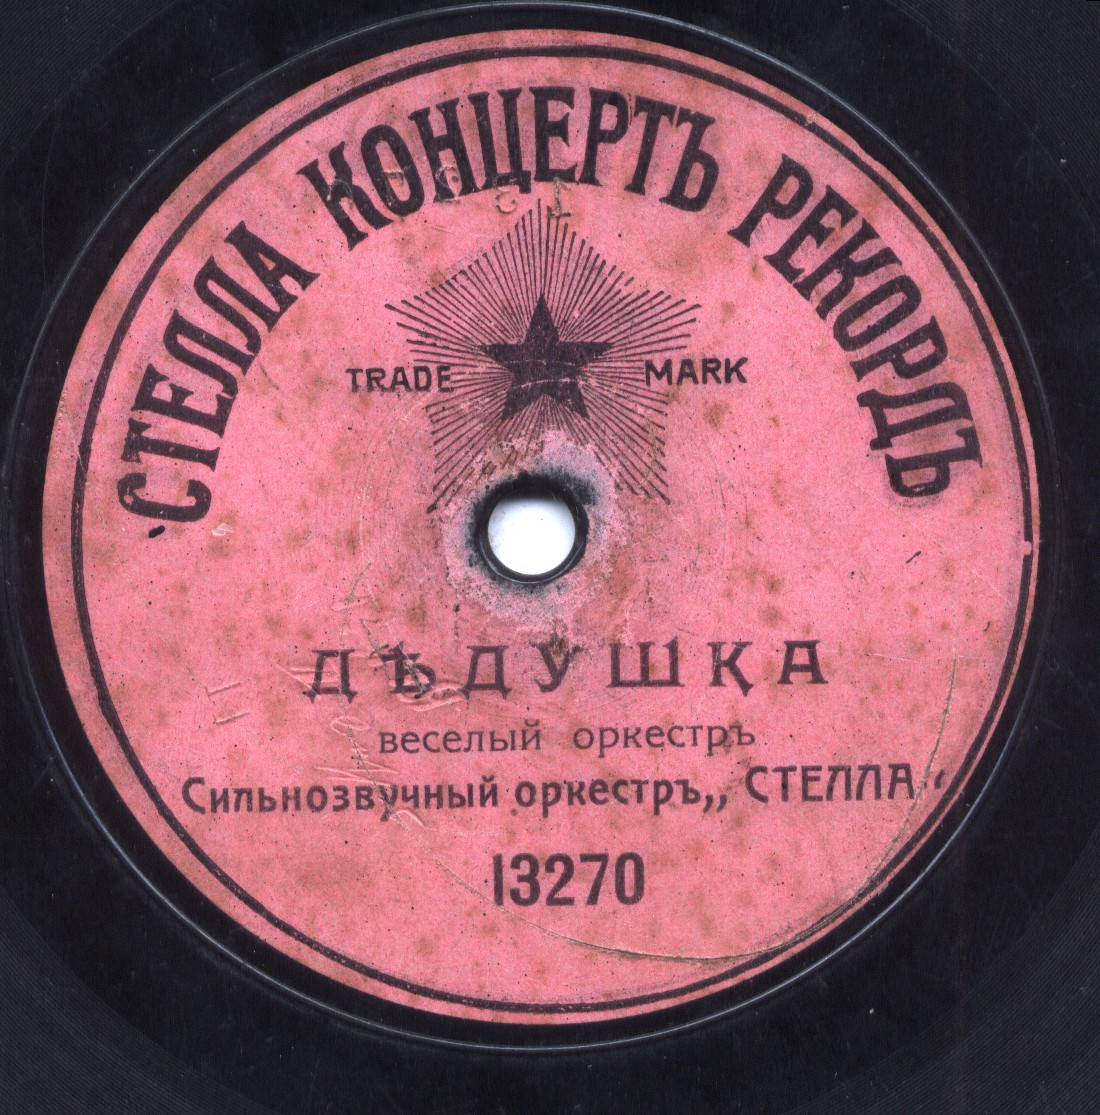 СТЕЛЛА КОНЦЕРТЪ РЕКОРДЪ
TRADE MARK
ДѢДУШКА
веселый оркестръ
Сильнозвучный оркестръ „СТЕЛЛА“
13270